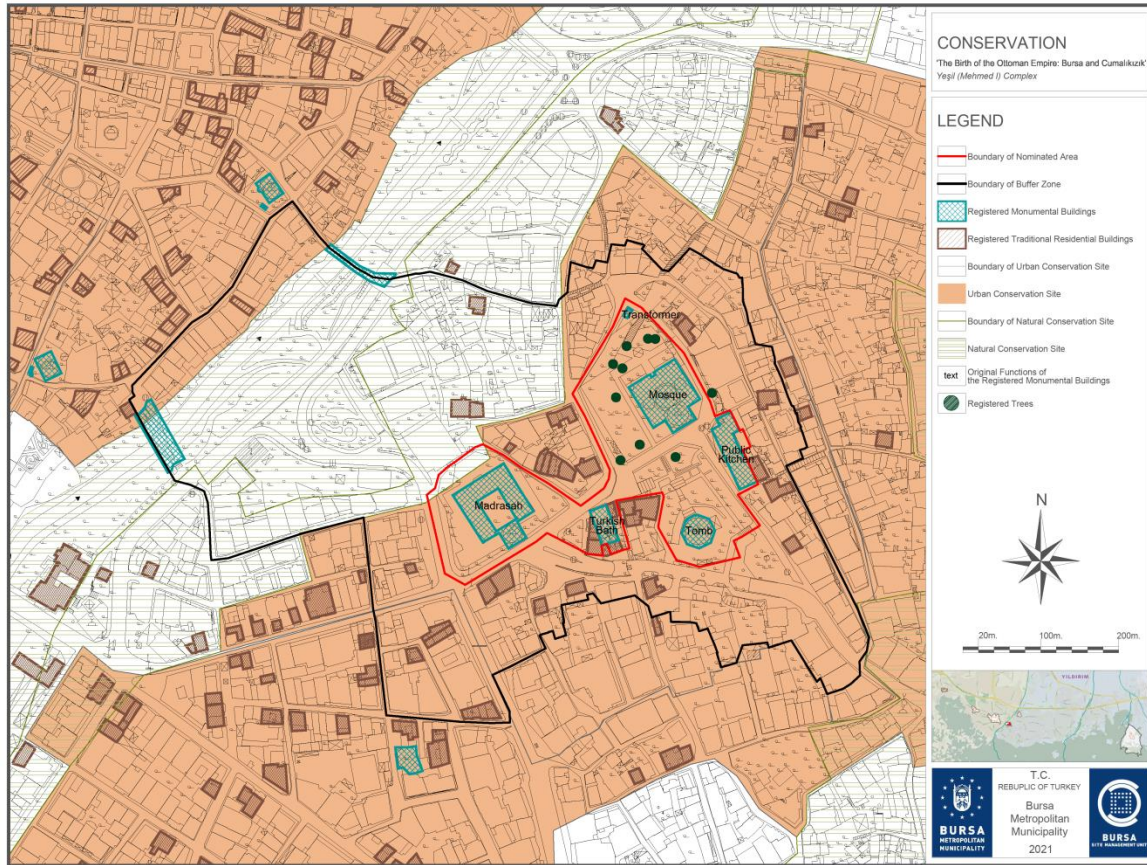 CONSERVATION
'The Birth of the Ottoman Empire: Bursa and Cumalıkızık'
Yeşil (Mehmed I) Complex
LEGEND
Boundary of Nominated Area
Boundary of Buffer Zone
Registered Monumental Buildings
Registered Traditional Residential Buildings
Boundary of Urban Conservation Site
Urban Conservation Site
Boundary of Natural Conservation Site
Natural Conservation Site
text
Original Functions of
the Registered Monumental Buildings
Registered Trees
Transformer
Mosque
Public
Kitchen
Madrasah
Turkish
Bath
Tomb
N
20m. 100m. 200m.
YILDIRIM
BURSA
METROPOLITAN
MUNICIPALITY
T.C.
REBUPLIC OF TURKEY
Bursa
Metropolitan
Municipality
2021
BURSA
SITE MANAGEMENT UNIT